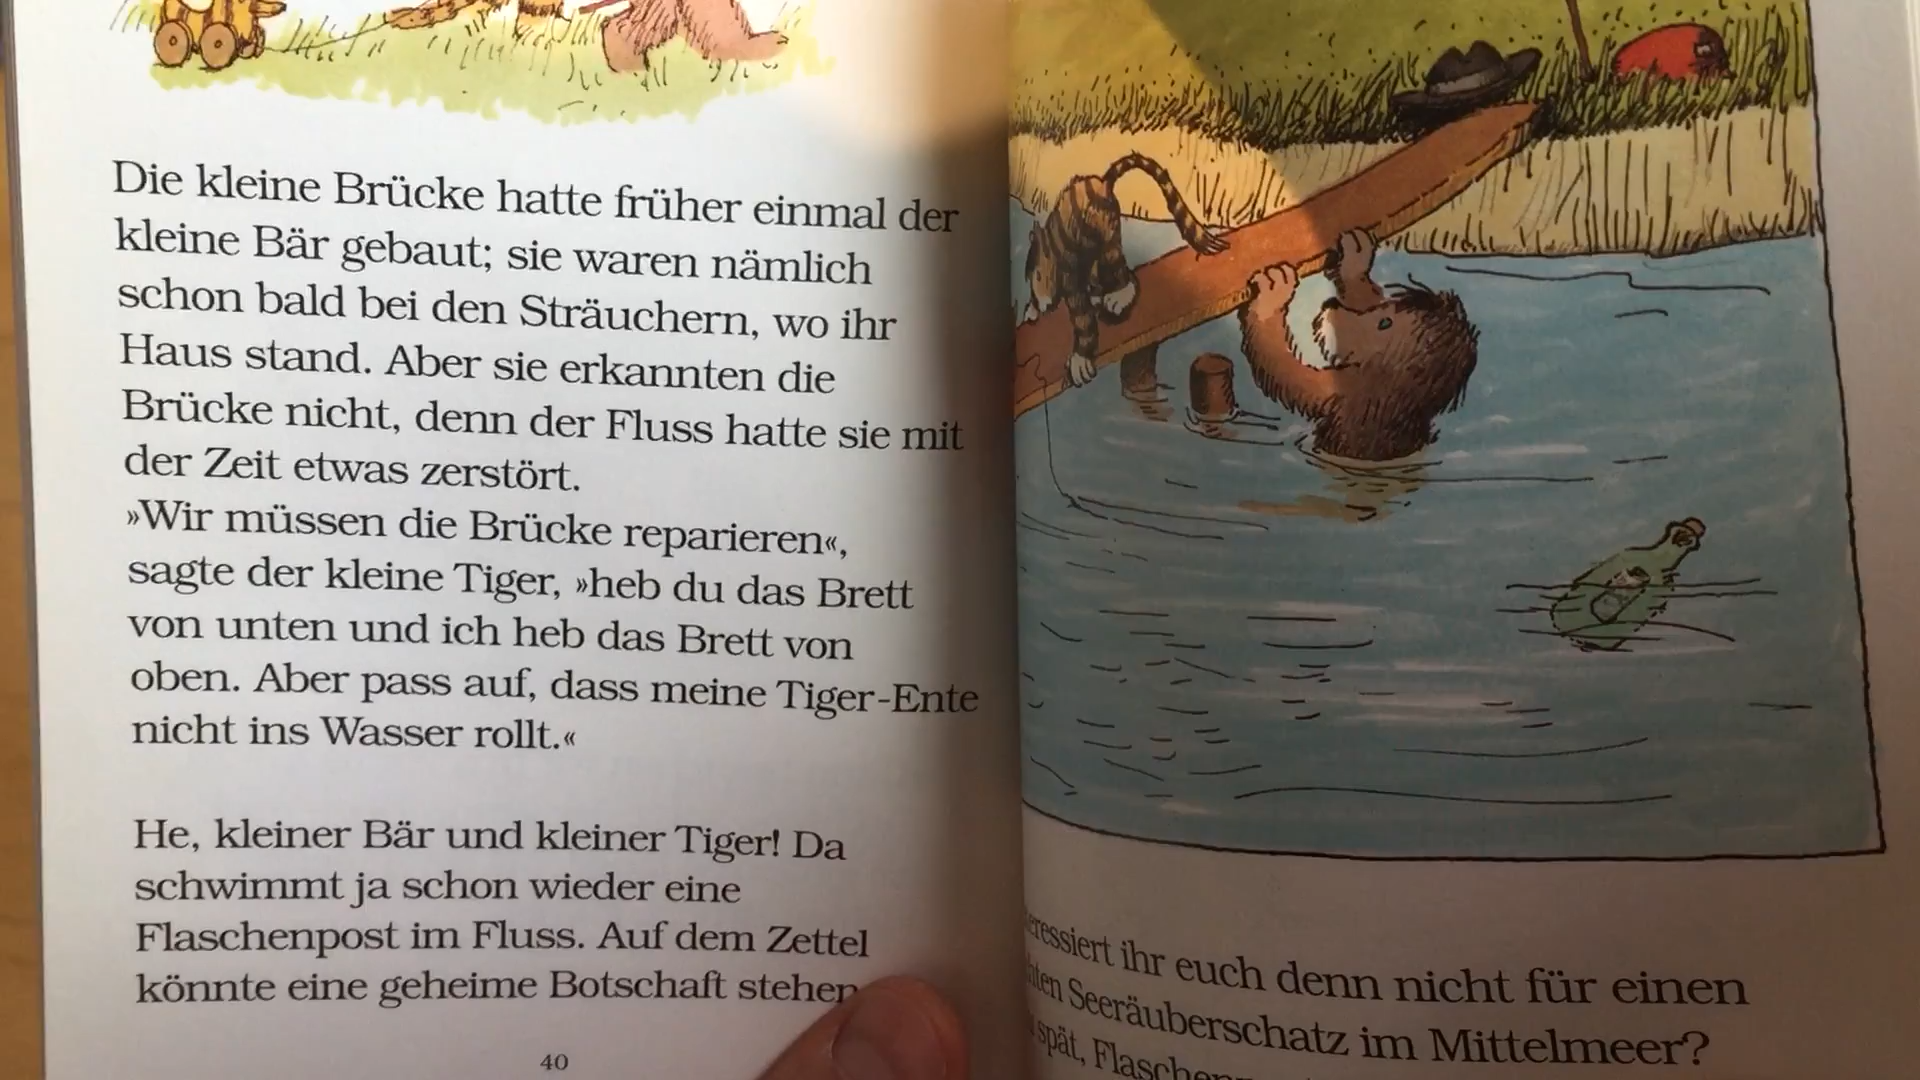 Die kleine Brücke hatte früher einmal der
kleine Bär gebaut; sie waren nämlich
schon bald bei den Sträuchern, wo ihr
Haus stand. Aber sie erkannten die
Brücke nicht, denn der Fluss hatte sie mit
der Zeit etwas zerstört.
»Wir müssen die Brücke reparieren«,
sagte der kleine Tiger, »heb du das Brett
von unten und ich heb das Brett von
oben. Aber pass auf, dass meine Tiger-Ente
nicht ins Wasser rollt.«
He, kleiner Bär und kleiner Tiger! Da
schwimmt ja schon wieder eine
Flaschenpost im Fluss. Auf dem Zettel
könnte eine geheime Botschaft stehen
40
ihr euch denn nicht für einen
Seeräuberschatz im Mittelmeer?
spät,